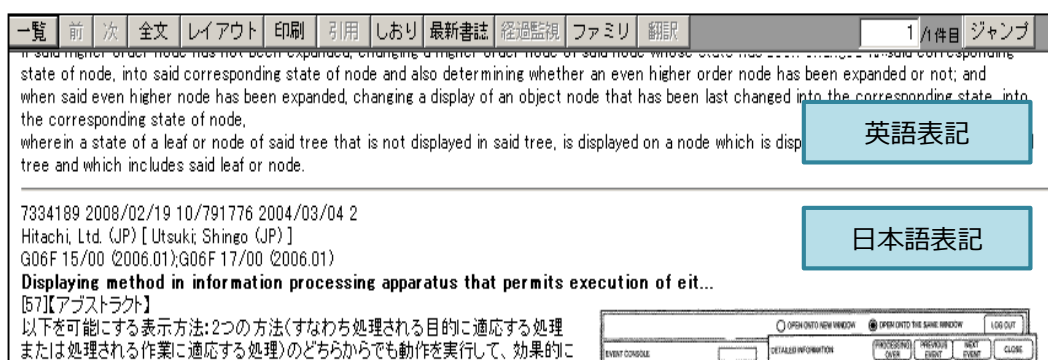 一覧 前 次 全文 レイアウト 印刷 引用 しおり 最新書誌 経過監視 ファミリ 翻訳 1 /1件目 ジャンプ
state of node, into said corresponding state of node and also determining whether an even higher order node has been expanded or not; and
when said even higher node has been expanded, changing a display of an object node that has been last changed into the corresponding state, into
the corresponding state of node,
wherein a state of a leaf or node of said tree that is not displayed in said tree, is displayed on a node which is disp
tree and which includes said leaf or node.
英語表記
7334189 2008/02/19 10/791776 2004/03/04 2
Hitachi, Ltd. (JP) [ Utsuki; Shingo (JP) ]
G06F 15/00 (2006.01);G06F 17/00 (2006.01)
日本語表記
Displaying method in information processing apparatus that permits execution of eit...
[57]【アブストラクト】
以下を可能にする表示方法:2つの方法(すなわち処理される目的に適応する処理
または処理される作業に適応する処理)のどちらからでも動作を実行して、効果的に
OPEN ONTO NEW WINDOW OPEN ONTO THE SAME WINDOW LOG OUT
EVENT CONSOLE DETAILED INFORMATION PROCESSING OVER PREVIOUS EVENT NEXT EVENT CLOSE